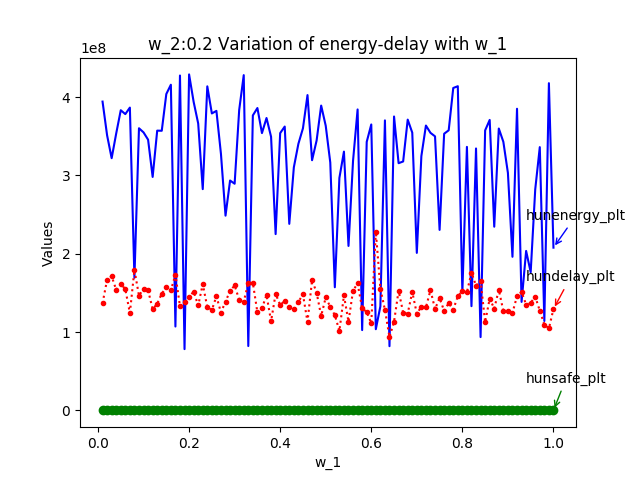 w_2:0.2 Variation of energy-delay with w_1
1e8
4
3
2
1
0
Values
hunenergy_plt
hundelay_plt
hunsafe_plt
0.0 0.2 0.4 0.6 0.8 1.0
w_1